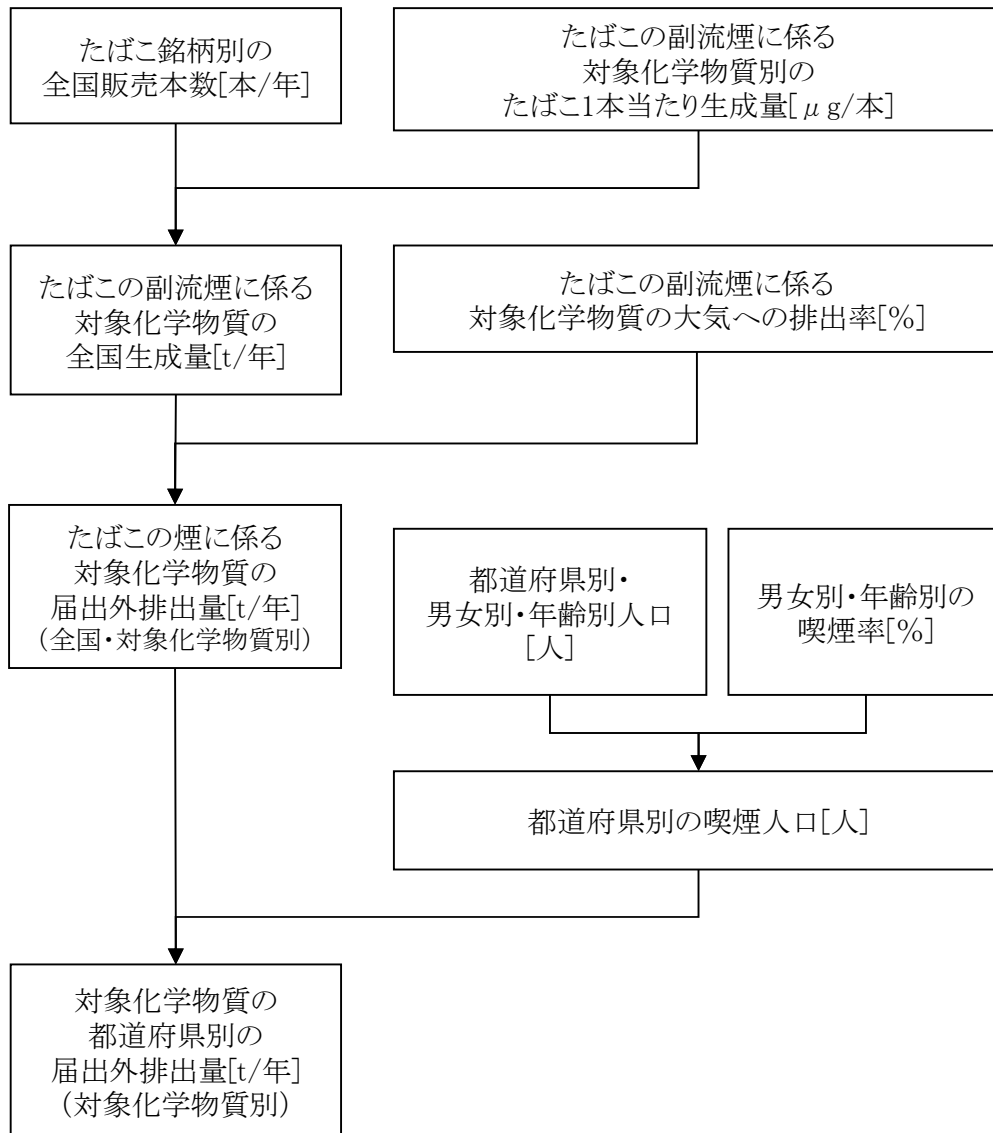 たばこ銘柄別の
全国販売本数[本/年]
たばこの副流煙に係る
対象化学物質別の
たばこ1本当たり生成量[μg/本]
たばこの副流煙に係る
対象化学物質の
全国生成量[t/年]
たばこの副流煙に係る
対象化学物質の大気への排出率[%]
たばこの煙に係る
対象化学物質の
届出外排出量[t/年]
（全国・対象化学物質別）
都道府県別・
男女別・年齢別人口
[人]
男女別・年齢別の
喫煙率[%]
都道府県別の喫煙人口[人]
対象化学物質の
都道府県別の
届出外排出量[t/年]
（対象化学物質別）